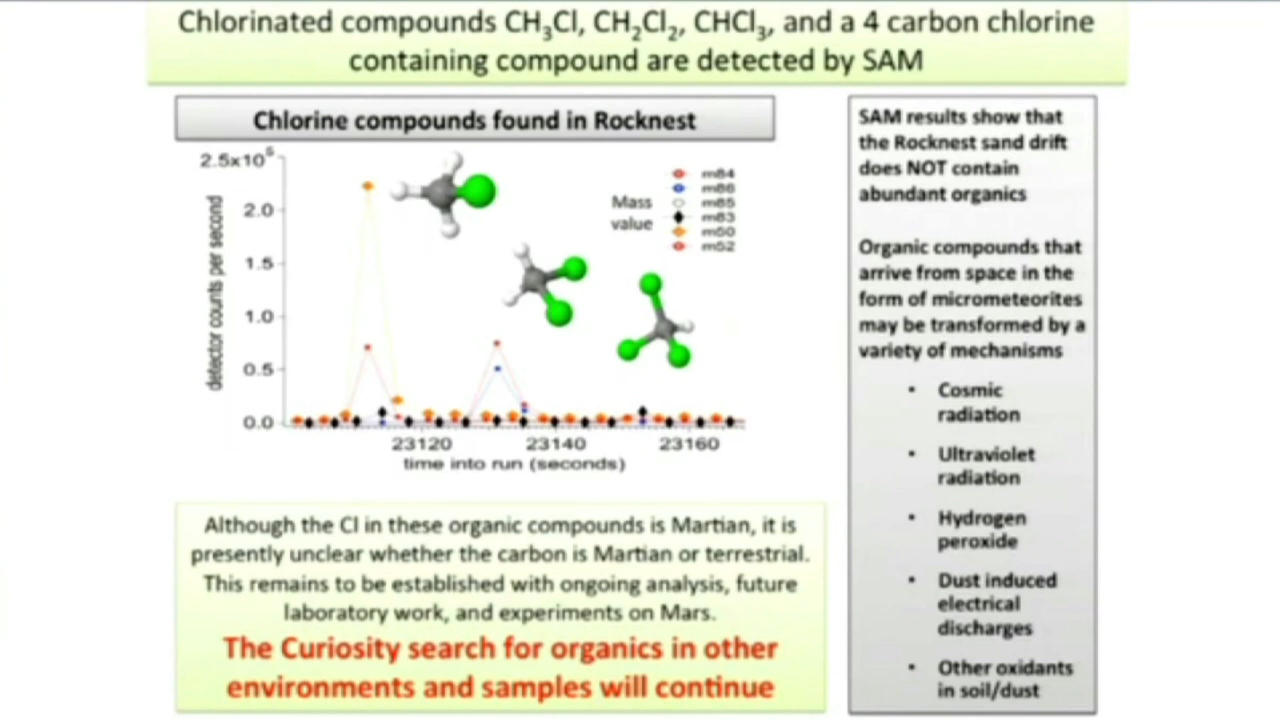 Chlorinated compounds CH₃Cl, CH₂Cl₂, CHCl₃, and a 4 carbon chlorine
containing compound are detected by SAM
Chlorine compounds found in Rocknest
2.5x10⁵
2.0
1.5
1.0
0.5
0.0
detector counts per second
Mass
value
m84
m86
m85
m83
m50
m52
23120
23140
23160
time into run (seconds)
Although the Cl in these organic compounds is Martian, it is
presently unclear whether the carbon is Martian or terrestrial.
This remains to be established with ongoing analysis, future
laboratory work, and experiments on Mars.
The Curiosity search for organics in other
environments and samples will continue
SAM results show that
the Rocknest sand drift
does NOT contain
abundant organics
Organic compounds that
arrive from space in the
form of micrometeorites
may be transformed by a
variety of mechanisms
• Cosmic
radiation
• Ultraviolet
radiation
• Hydrogen
peroxide
• Dust induced
electrical
discharges
• Other oxidants
in soil/dust